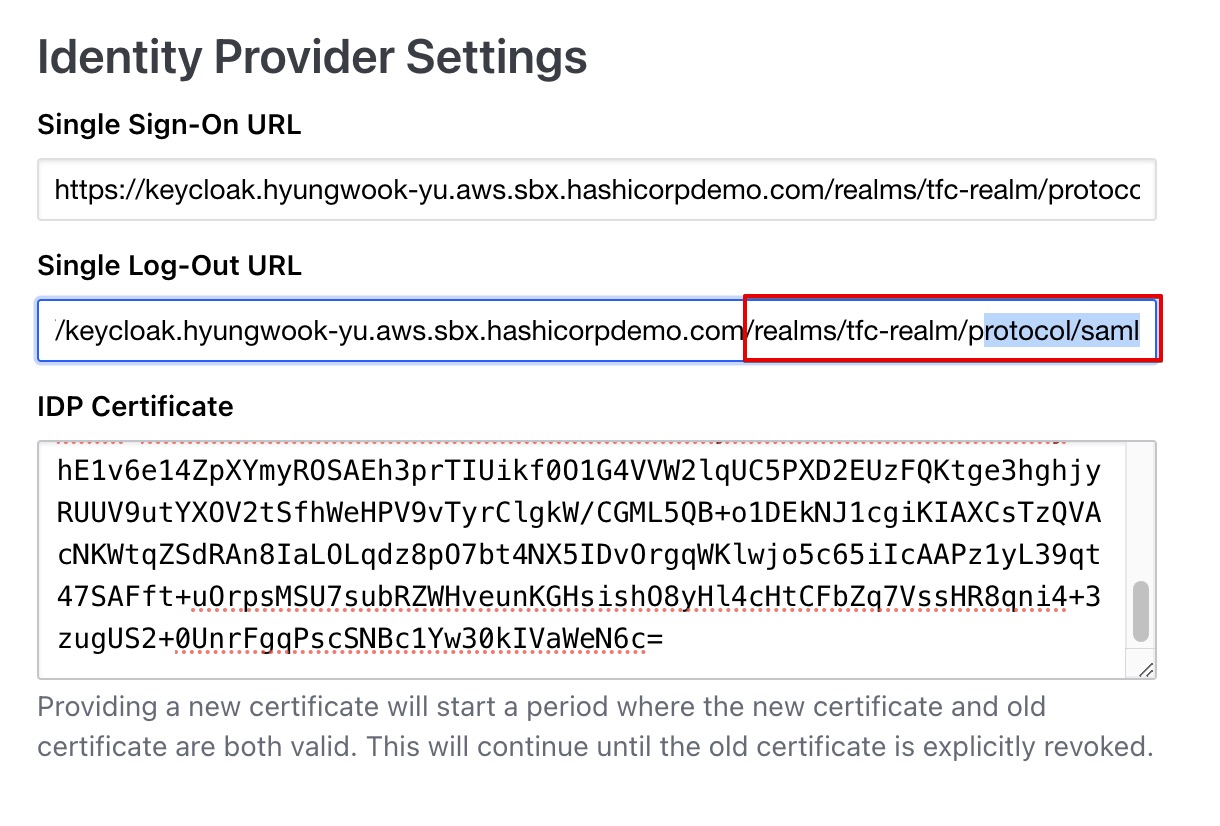 Identity Provider Settings
Single Sign-On URL
https://keycloak.hyungwook-yu.aws.sbx.hashicorpdemo.com/realms/tfc-realm/protoc
Single Log-Out URL
/keycloak.hyungwook-yu.aws.sbx.hashicorpdemo.com/realms/tfc-realm/protocol/saml
IDP Certificate
hE1v6e14ZpXYmyROSAEh3prTIUikf0O1G4VVW2lqUC5PXD2EUzFQKtge3hghjy
RUUV9utYXOV2tSfhWeHPV9vTyrClgkW/CGML5QB+o1DEkNJ1cgiKIAXCsTzQVA
cNKWtqZSdRAn8IaLOLqdz8pO7bt4NX5IDvOrgqWKlwjo5c65iIcAAPz1yL39qt
47SAFft+uOrpsMSU7subRZWHveunKGHsishO8yHl4cHtCFbZq7VssHR8qni4+3
zugUS2+0UnrFgqPscSNBc1Yw30kIVaWeN6c=
Providing a new certificate will start a period where the new certificate and old
certificate are both valid. This will continue until the old certificate is explicitly revoked.